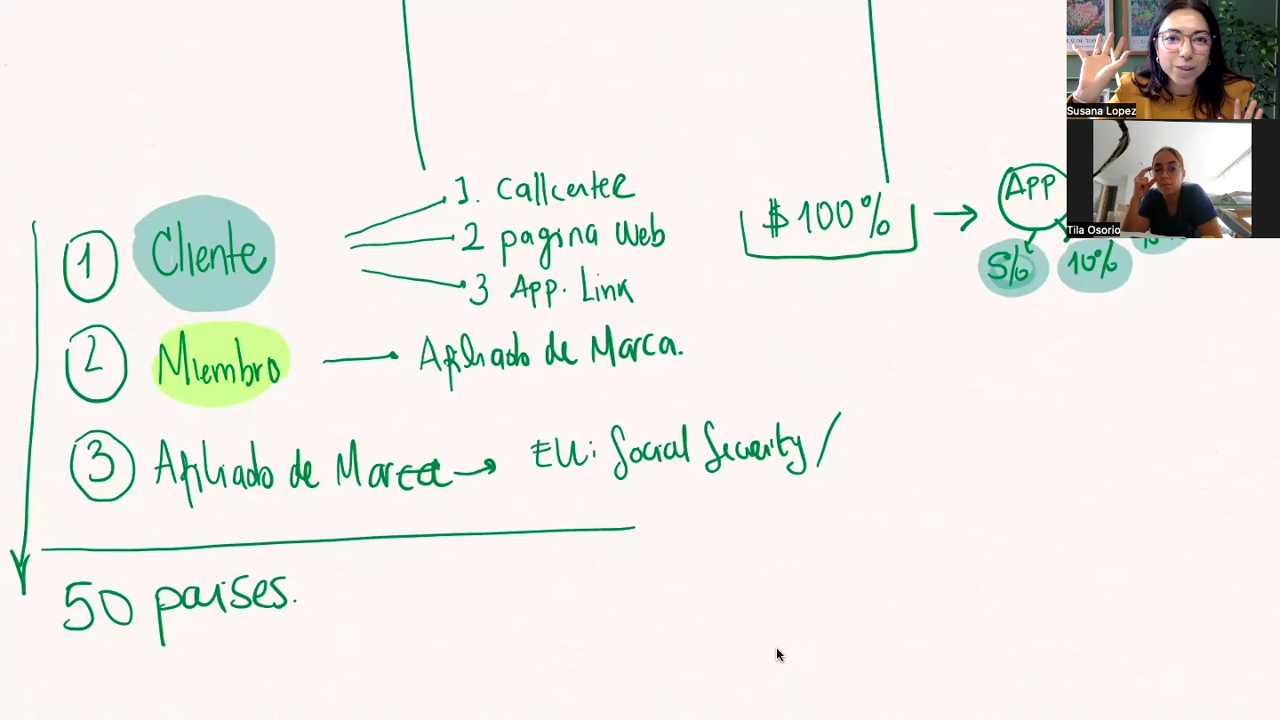 Susana Lopez
Tila Osorio
1 Cliente
1. Callcenter
2 pagina web
3 App. Link
$100%
APP
5%
10%
2 Miembro
Afiliado de Marca.
3 Afiliado de Marca
EU: Social Security /
50 paises.